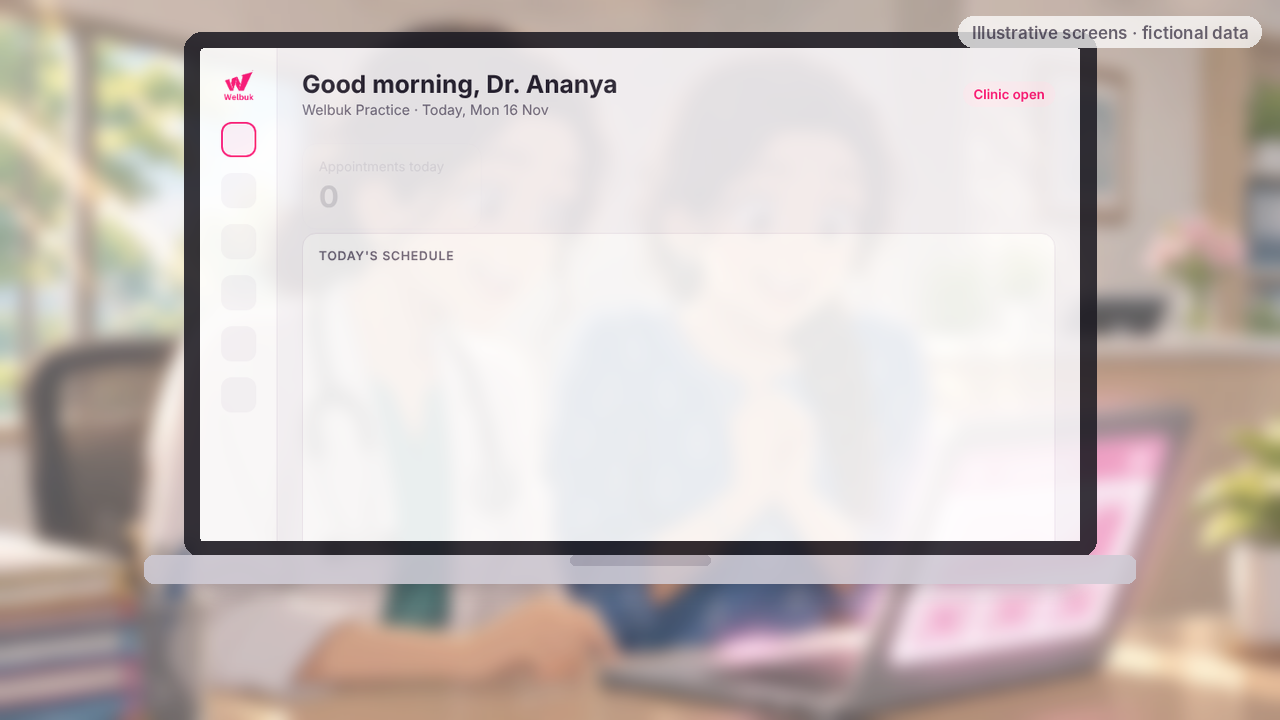 Illustrative screens · fictional data
Welbuk
Good morning, Dr. Ananya
Welbuk Practice · Today, Mon 16 Nov
Clinic open
Appointments today
0
TODAY'S SCHEDULE